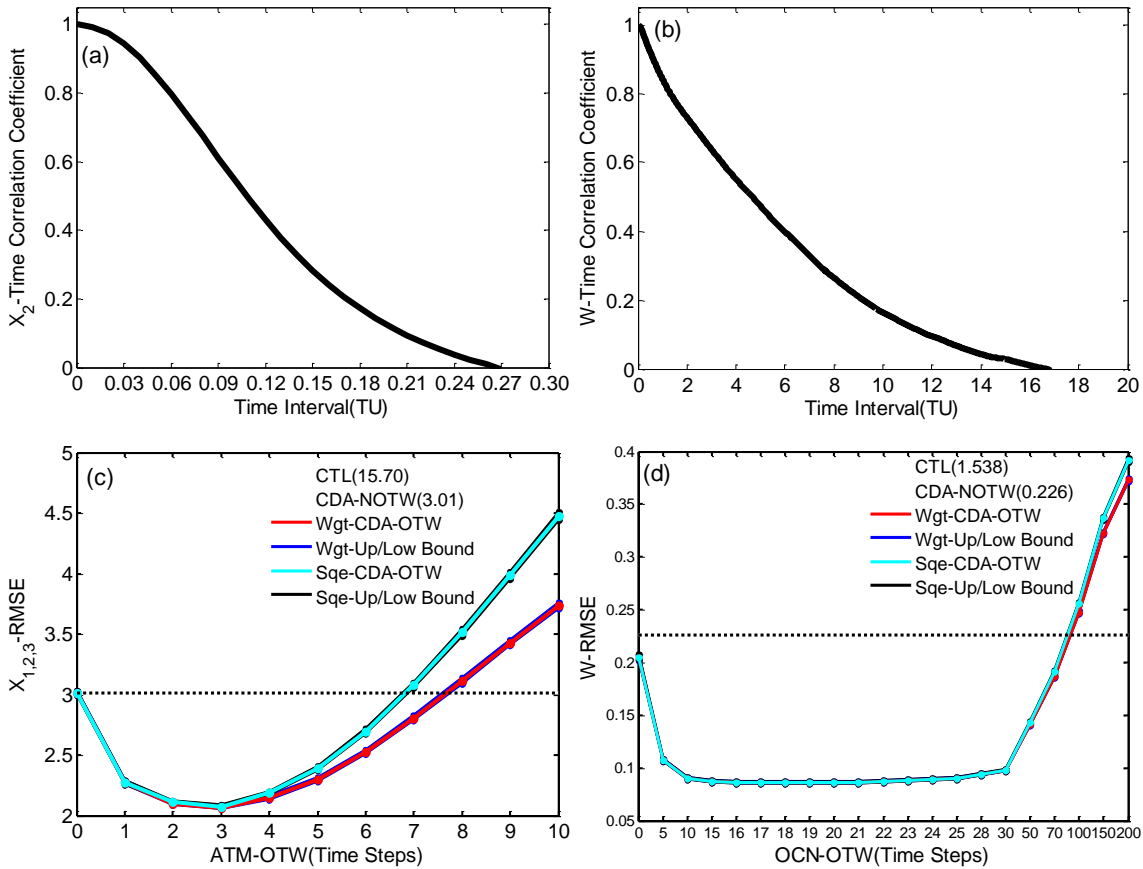 (a)
X2-Time Correlation Coefficient
1
0.8
0.6
0.4
0.2
0
0 0.03 0.06 0.09 0.12 0.15 0.18 0.21 0.24 0.27 0.30
Time Interval(TU)
(b)
W-Time Correlation Coefficient
1
0.8
0.6
0.4
0.2
0
0 2 4 6 8 10 12 14 16 18 20
Time Interval(TU)
(c)
X1,2,3-RMSE
5
4.5
4
3.5
3
2.5
2
CTL(15.70)
CDA-NOTW(3.01)
Wgt-CDA-OTW
Wgt-Up/Low Bound
Sqe-CDA-OTW
Sqe-Up/Low Bound
0 1 2 3 4 5 6 7 8 9 10
ATM-OTW(Time Steps)
(d)
W-RMSE
0.4
0.35
0.3
0.25
0.2
0.15
0.1
0.05
CTL(1.538)
CDA-NOTW(0.226)
Wgt-CDA-OTW
Wgt-Up/Low Bound
Sqe-CDA-OTW
Sqe-Up/Low Bound
0 5 10 15 16 17 20 21 22 23 24 25 28 30 50 70 100 150 200
OCN-OTW(Time Steps)